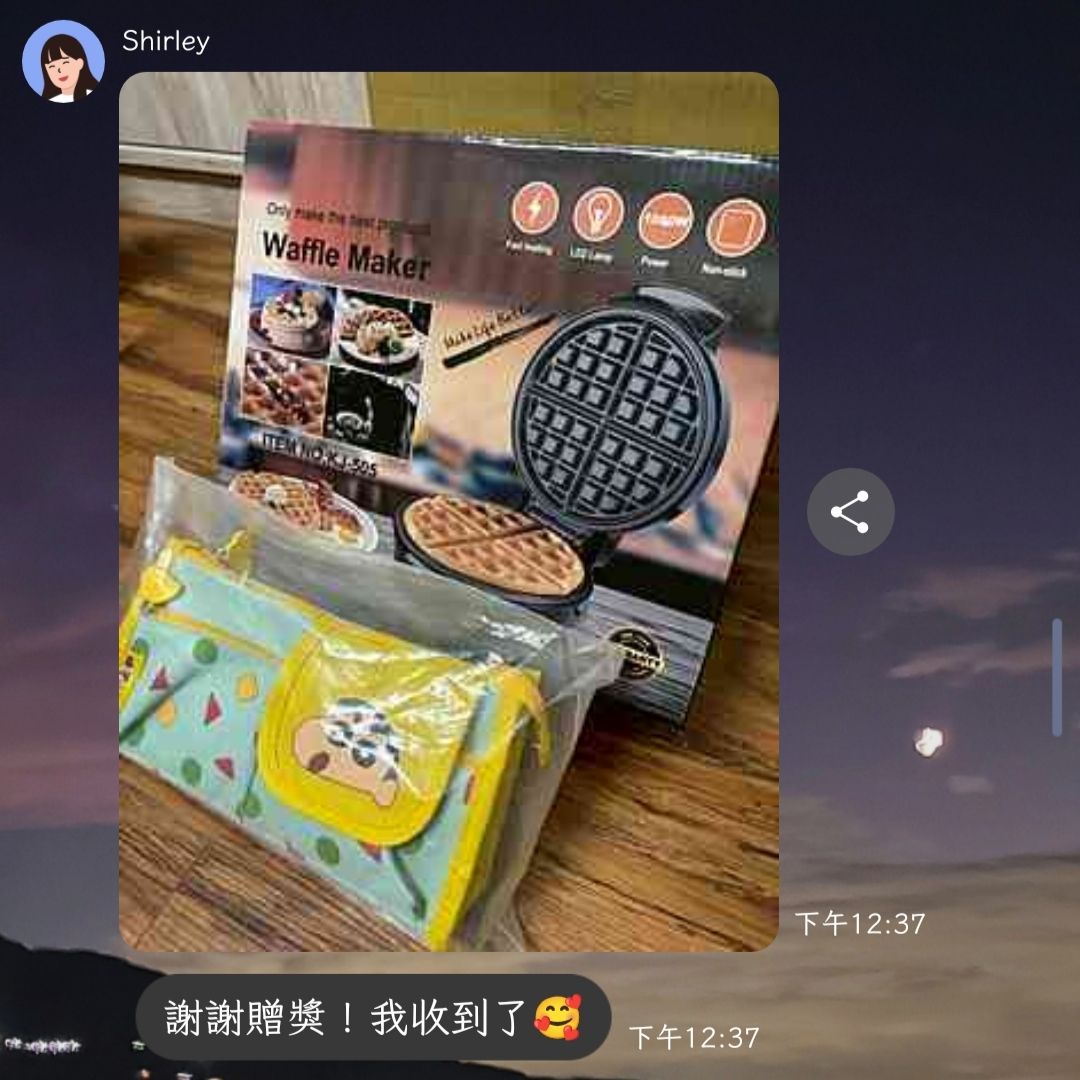 Shirley
Only make the best
Waffle Maker
Fast heating
LED Lamp
Power
Non-stick
Make Life
ITEM NO.KJ-505
下午12:37
謝謝贈獎！我收到了🥰
下午12:37